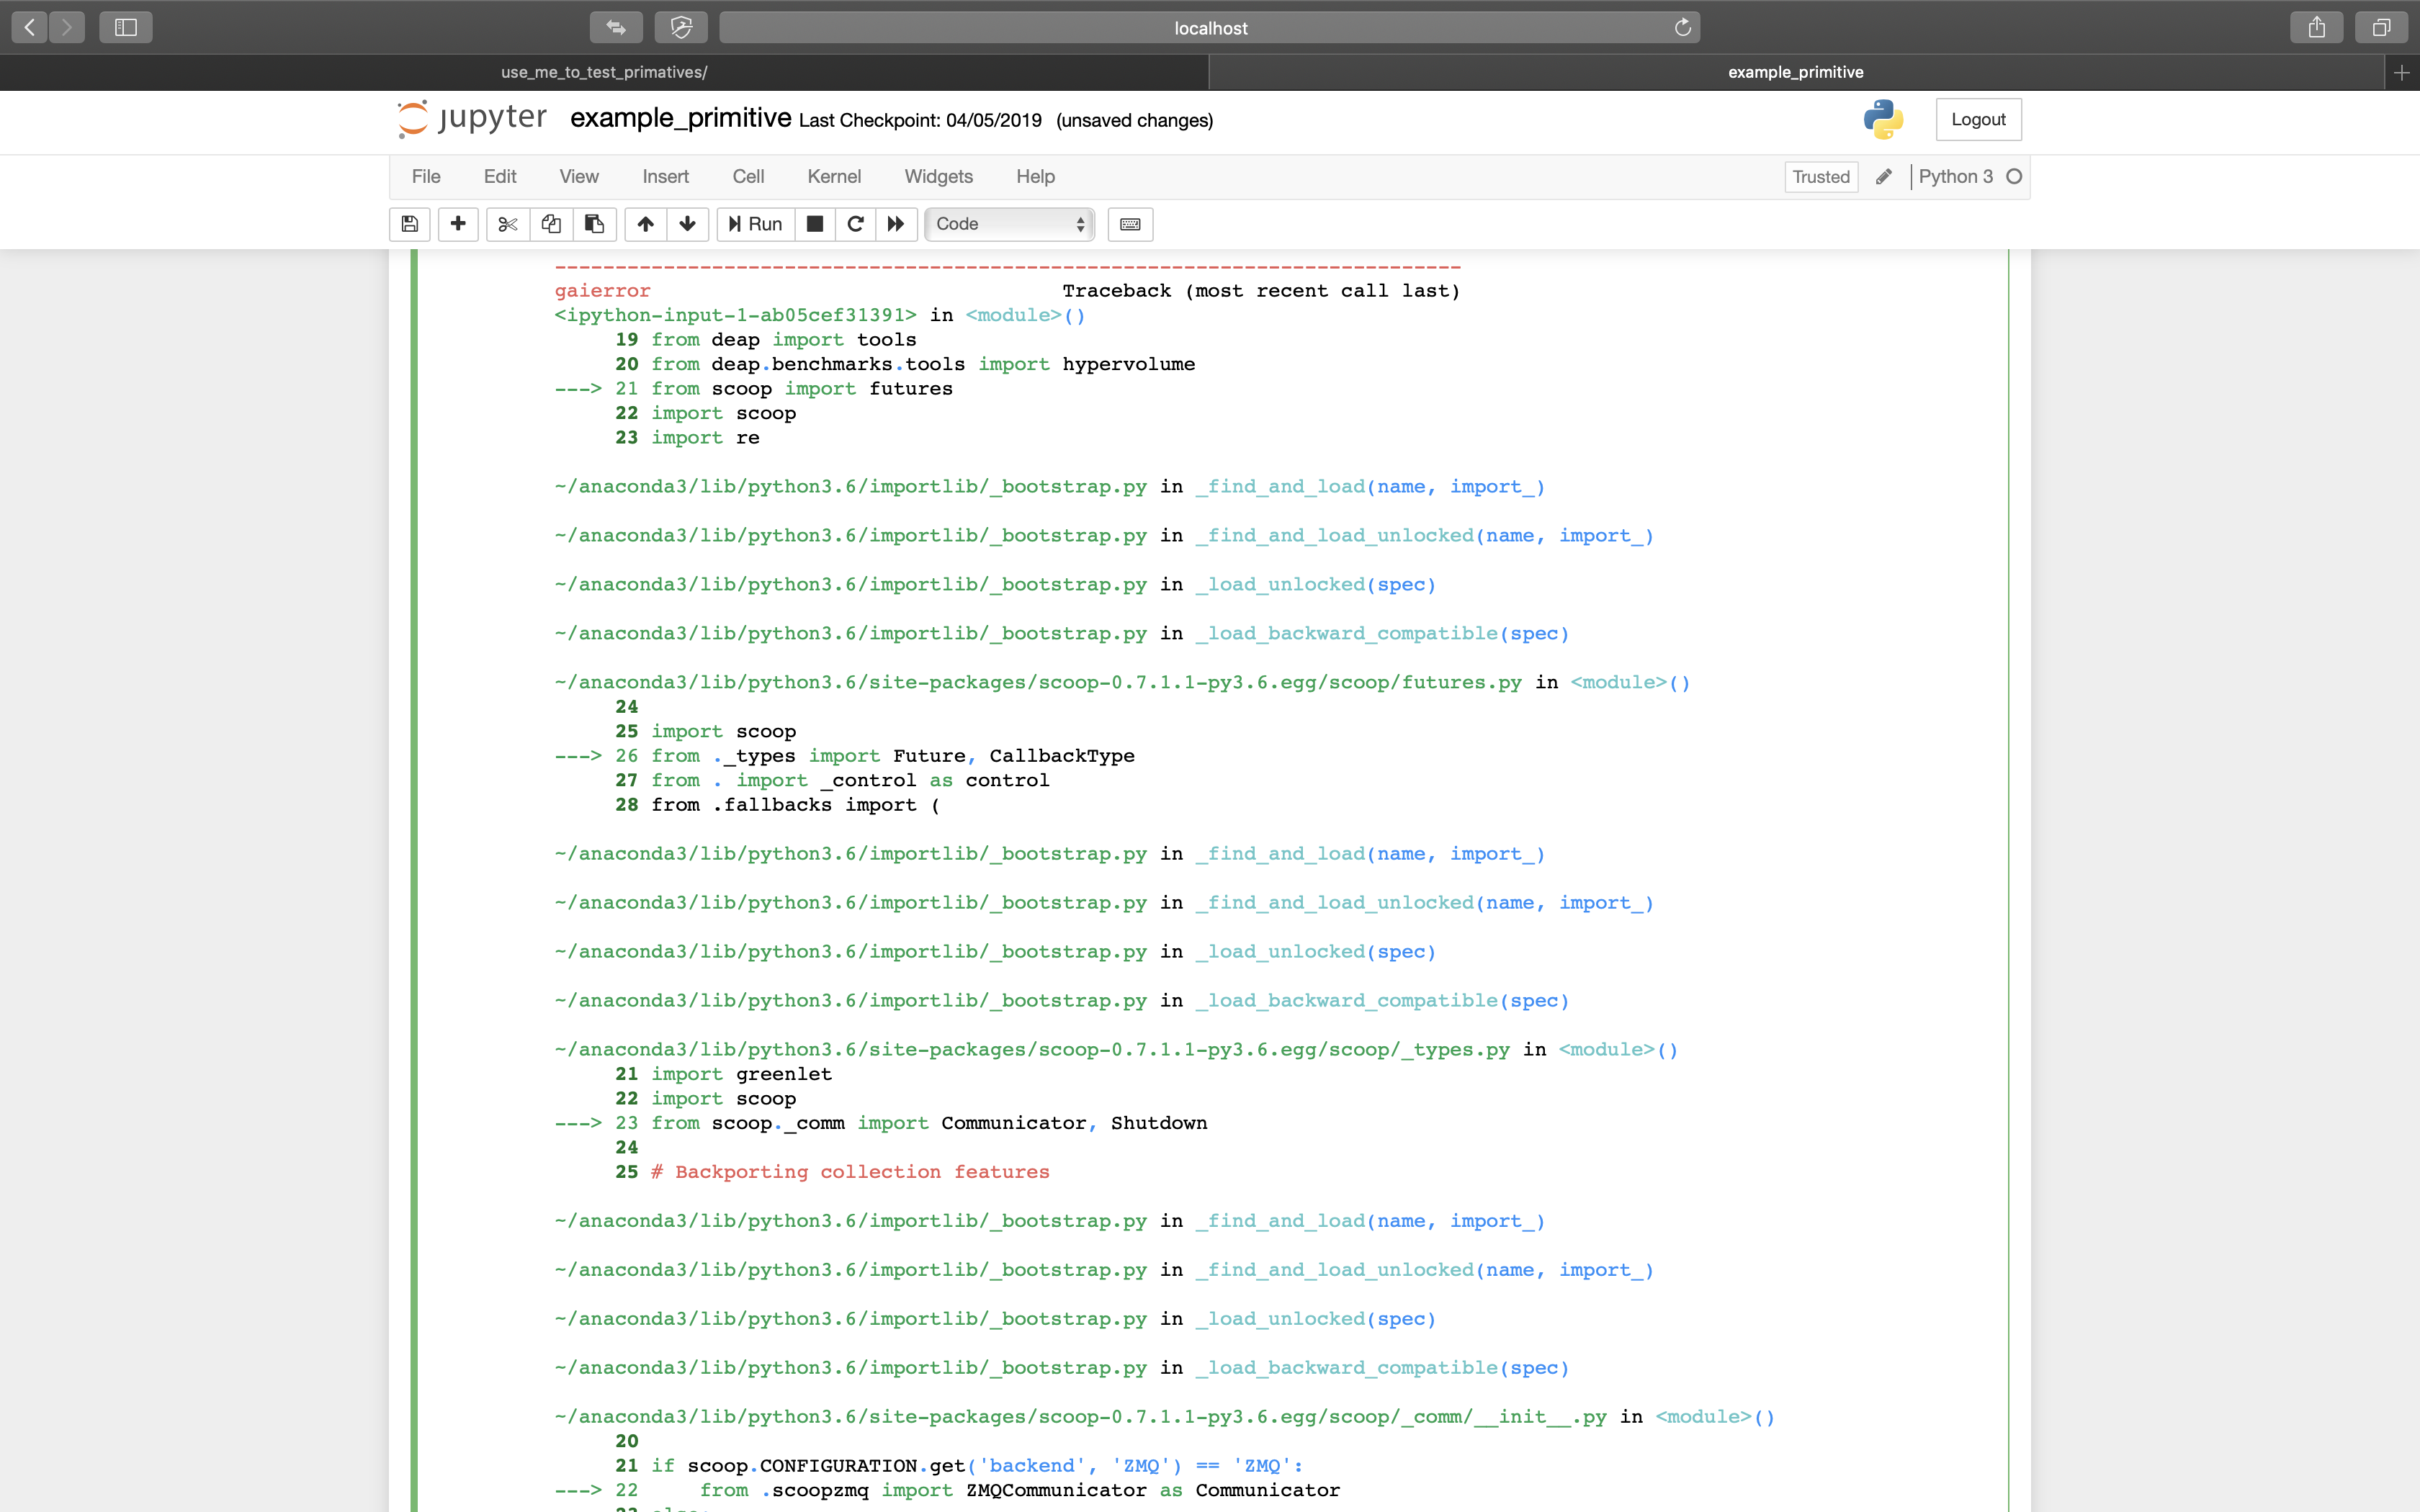 localhost
use_me_to_test_primatives/
example_primitive
jupyter example_primitive Last Checkpoint: 04/05/2019 (unsaved changes)
Logout
File Edit View Insert Cell Kernel Widgets Help
Trusted Python 3
Run Code
---------------------------------------------------------------------------
gaierror Traceback (most recent call last)
<ipython-input-1-ab05cef31391> in <module>()
19 from deap import tools
20 from deap.benchmarks.tools import hypervolume
---> 21 from scoop import futures
22 import scoop
23 import re
~/anaconda3/lib/python3.6/importlib/_bootstrap.py in _find_and_load(name, import_)
~/anaconda3/lib/python3.6/importlib/_bootstrap.py in _find_and_load_unlocked(name, import_)
~/anaconda3/lib/python3.6/importlib/_bootstrap.py in _load_unlocked(spec)
~/anaconda3/lib/python3.6/importlib/_bootstrap.py in _load_backward_compatible(spec)
~/anaconda3/lib/python3.6/site-packages/scoop-0.7.1.1-py3.6.egg/scoop/futures.py in <module>()
24
25 import scoop
---> 26 from ._types import Future, CallbackType
27 from . import _control as control
28 from .fallbacks import (
~/anaconda3/lib/python3.6/importlib/_bootstrap.py in _find_and_load(name, import_)
~/anaconda3/lib/python3.6/importlib/_bootstrap.py in _find_and_load_unlocked(name, import_)
~/anaconda3/lib/python3.6/importlib/_bootstrap.py in _load_unlocked(spec)
~/anaconda3/lib/python3.6/importlib/_bootstrap.py in _load_backward_compatible(spec)
~/anaconda3/lib/python3.6/site-packages/scoop-0.7.1.1-py3.6.egg/scoop/_types.py in <module>()
21 import greenlet
22 import scoop
---> 23 from scoop._comm import Communicator, Shutdown
24
25 # Backporting collection features
~/anaconda3/lib/python3.6/importlib/_bootstrap.py in _find_and_load(name, import_)
~/anaconda3/lib/python3.6/importlib/_bootstrap.py in _find_and_load_unlocked(name, import_)
~/anaconda3/lib/python3.6/importlib/_bootstrap.py in _load_unlocked(spec)
~/anaconda3/lib/python3.6/importlib/_bootstrap.py in _load_backward_compatible(spec)
~/anaconda3/lib/python3.6/site-packages/scoop-0.7.1.1-py3.6.egg/scoop/_comm/__init__.py in <module>()
20
21 if scoop.CONFIGURATION.get('backend', 'ZMQ') == 'ZMQ':
---> 22 from .scoopzmq import ZMQCommunicator as Communicator